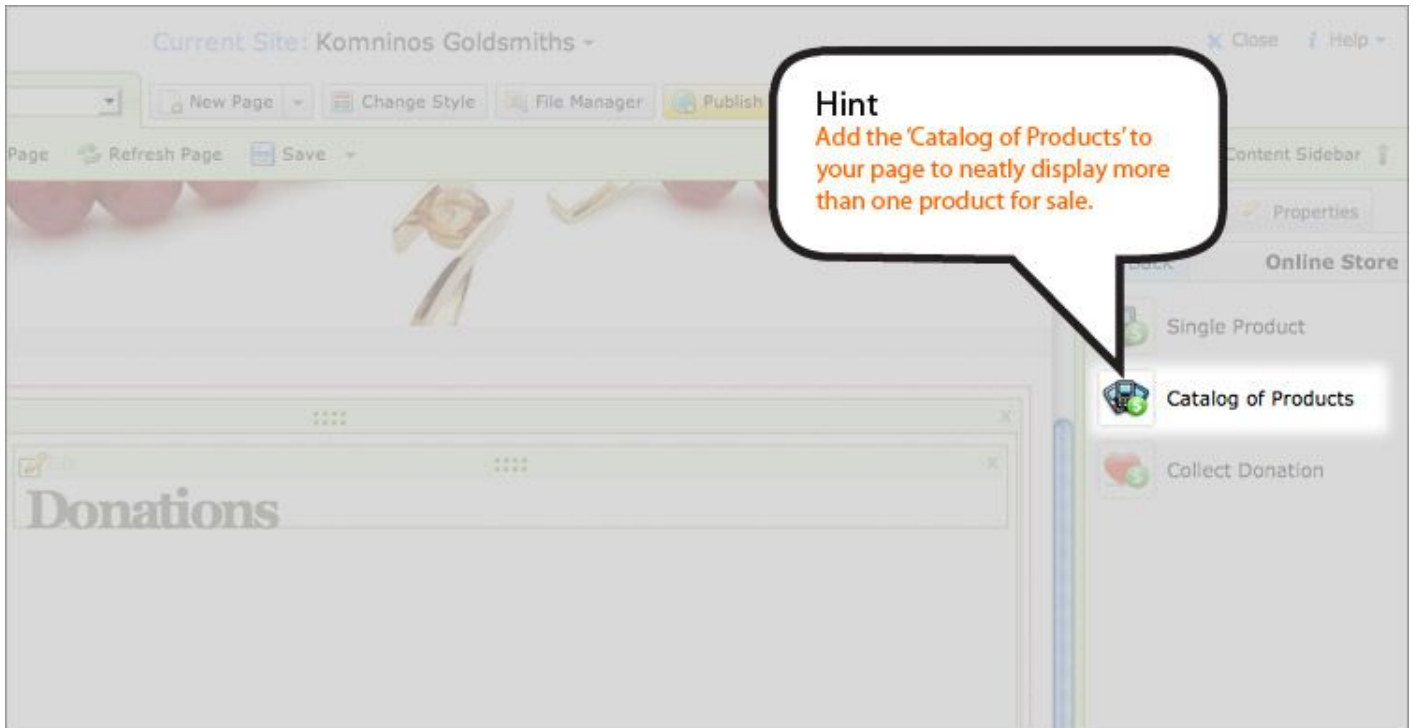 Current Site: Komninos Goldsmiths
Close Help
New Page Change Style File Manager Publish
Page Refresh Page Save Content Sidebar
Hint
Add the 'Catalog of Products' to
your page to neatly display more
than one product for sale.
Properties
Online Store
Single Product
Catalog of Products
Collect Donation
Donations